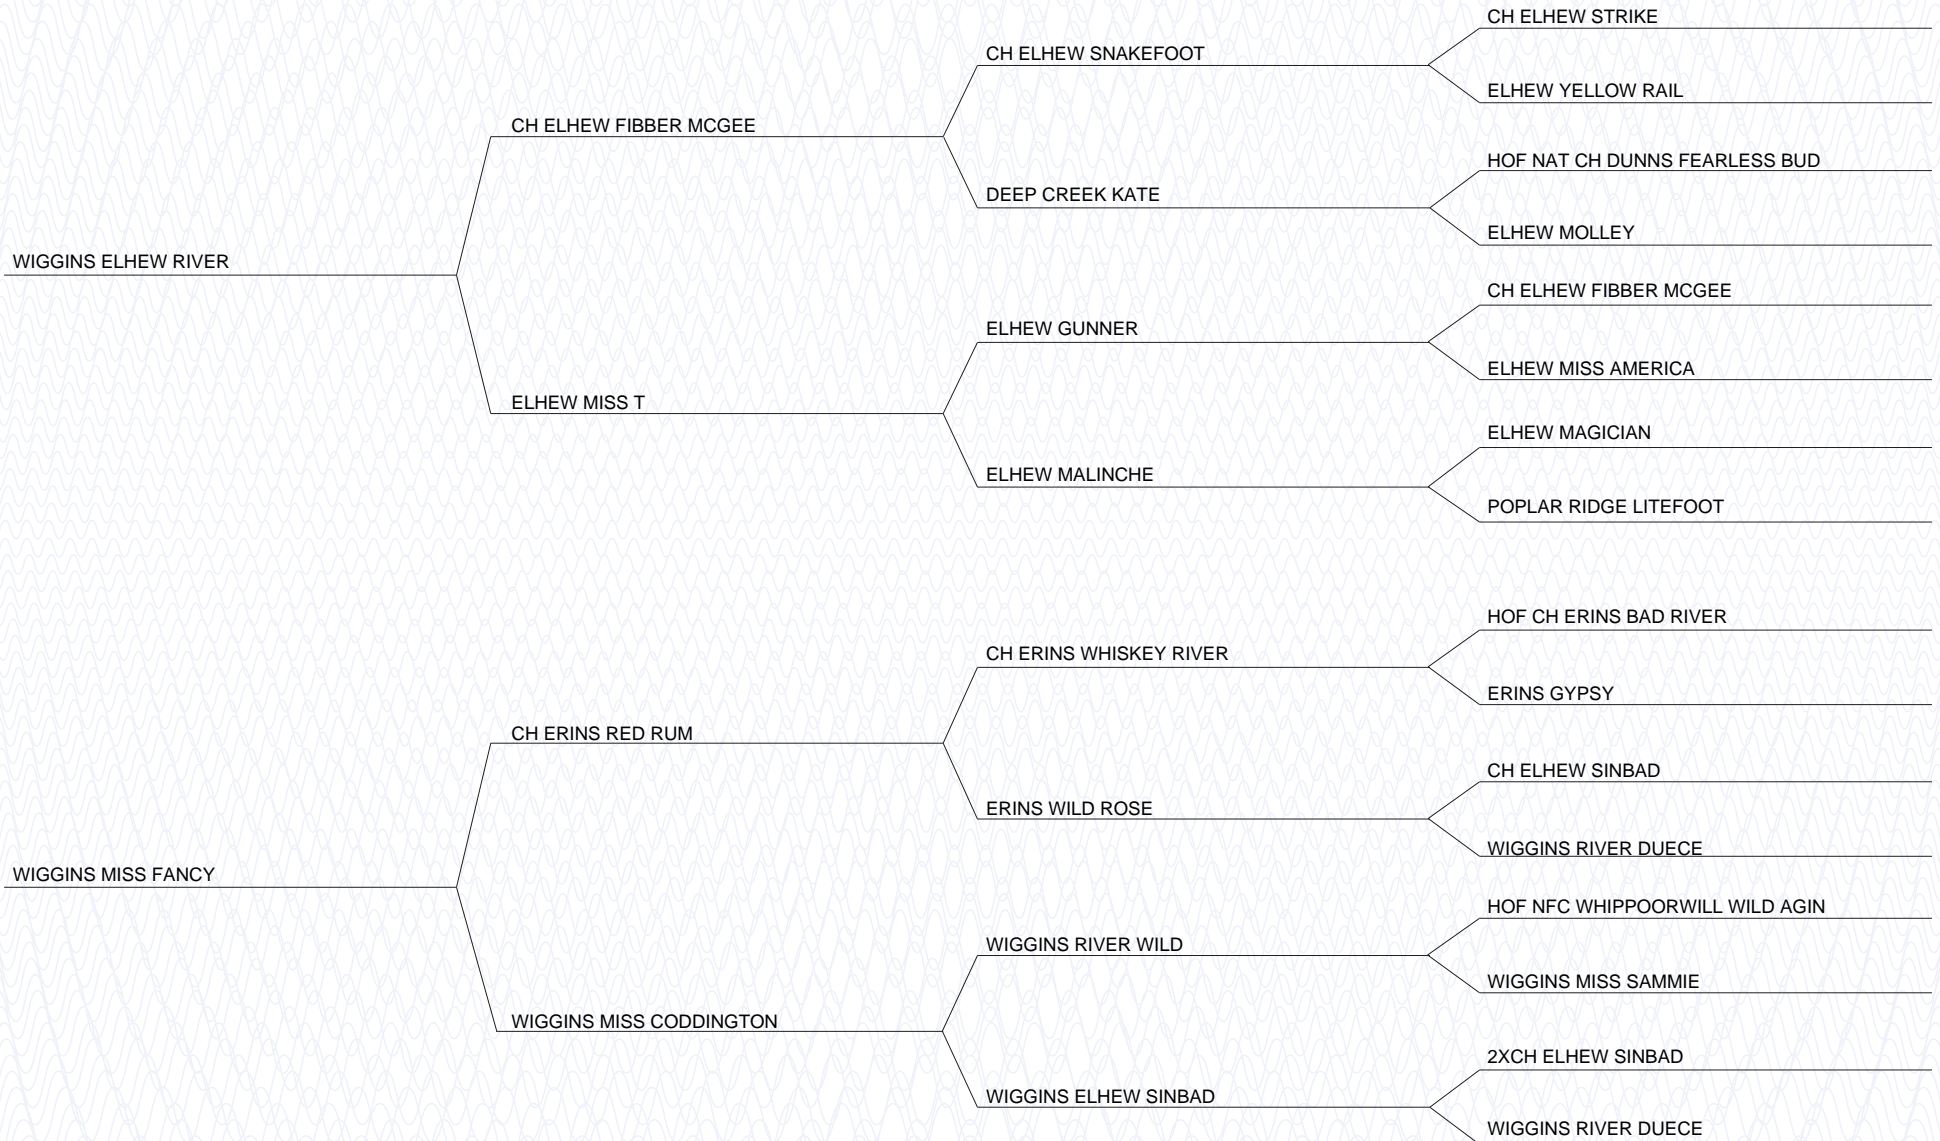 CH ELHEW STRIKE
CH ELHEW SNAKEFOOT
ELHEW YELLOW RAIL
CH ELHEW FIBBER MCGEE
HOF NAT CH DUNNS FEARLESS BUD
DEEP CREEK KATE
ELHEW MOLLEY
WIGGINS ELHEW RIVER
CH ELHEW FIBBER MCGEE
ELHEW GUNNER
ELHEW MISS AMERICA
ELHEW MISS T
ELHEW MAGICIAN
ELHEW MALINCHE
POPLAR RIDGE LITEFOOT
HOF CH ERINS BAD RIVER
CH ERINS WHISKEY RIVER
ERINS GYPSY
CH ERINS RED RUM
CH ELHEW SINBAD
ERINS WILD ROSE
WIGGINS RIVER DUECE
WIGGINS MISS FANCY
HOF NFC WHIPPOORWILL WILD AGIN
WIGGINS RIVER WILD
WIGGINS MISS SAMMIE
WIGGINS MISS CODDINGTON
2XCH ELHEW SINBAD
WIGGINS ELHEW SINBAD
WIGGINS RIVER DUECE